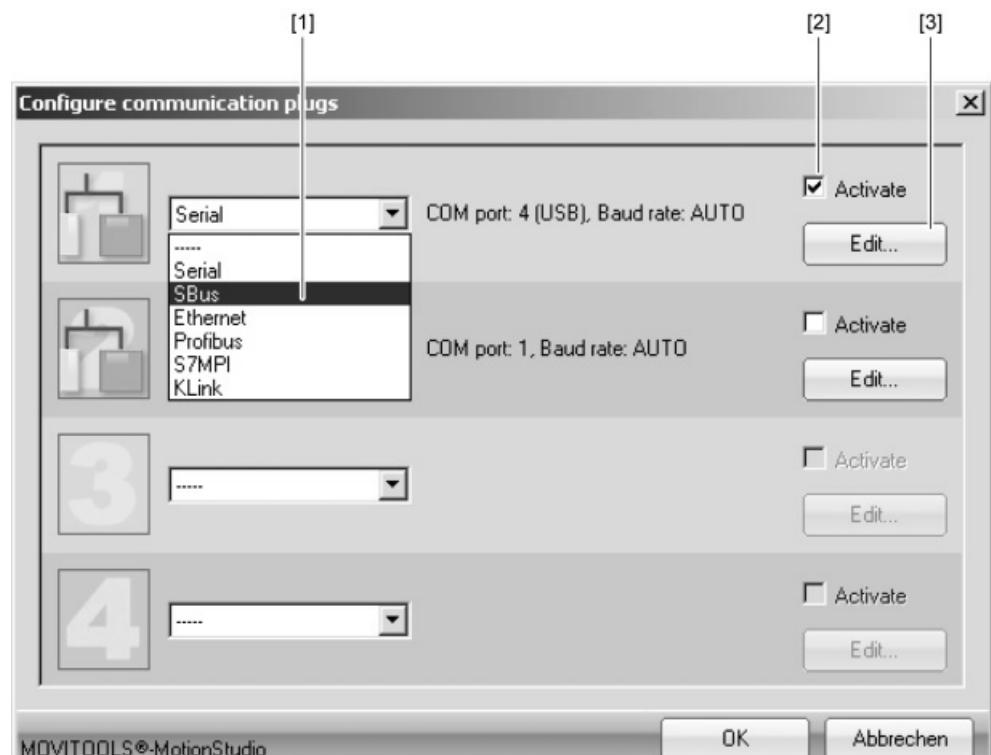 [1] [2] [3]
Configure communication plugs
Serial
COM port: 4 (USB), Baud rate: AUTO
Activate
Edit...
-----
Serial
SBus
Ethernet
Profibus
S7MPI
KLink
COM port: 1, Baud rate: AUTO
Activate
Edit...
3
-----
Activate
Edit...
4
-----
Activate
Edit...
MOVITOOLS®-MotionStudio
OK
Abbrechen